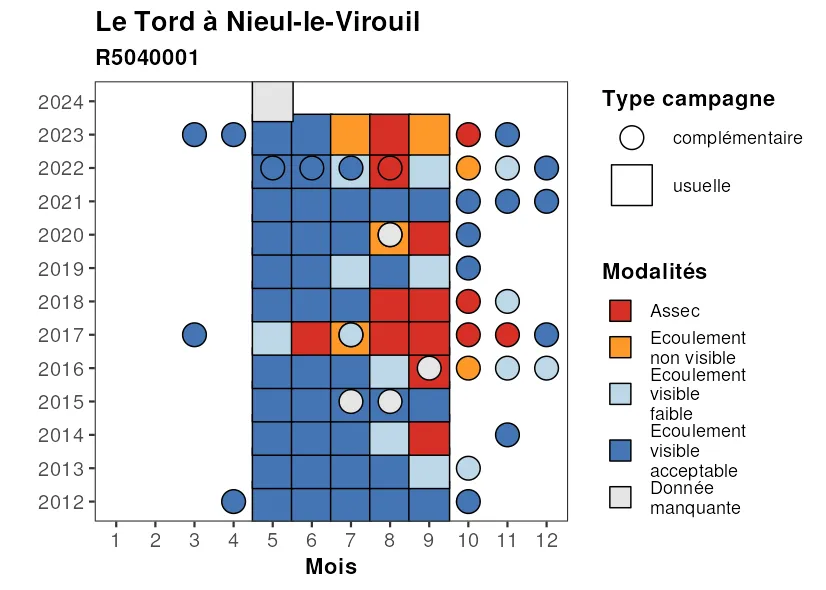 Le Tord à Nieul-le-Virouil
R5040001
2024
2023
2022
2021
2020
2019
2018
2017
2016
2015
2014
2013
2012
1 2 3 4 5 6 7 8 9 10 11 12
Mois
Type campagne
complémentaire
usuelle
Modalités
Assec
Ecoulement
non visible
Ecoulement
visible
faible
Ecoulement
visible
acceptable
Donnée
manquante